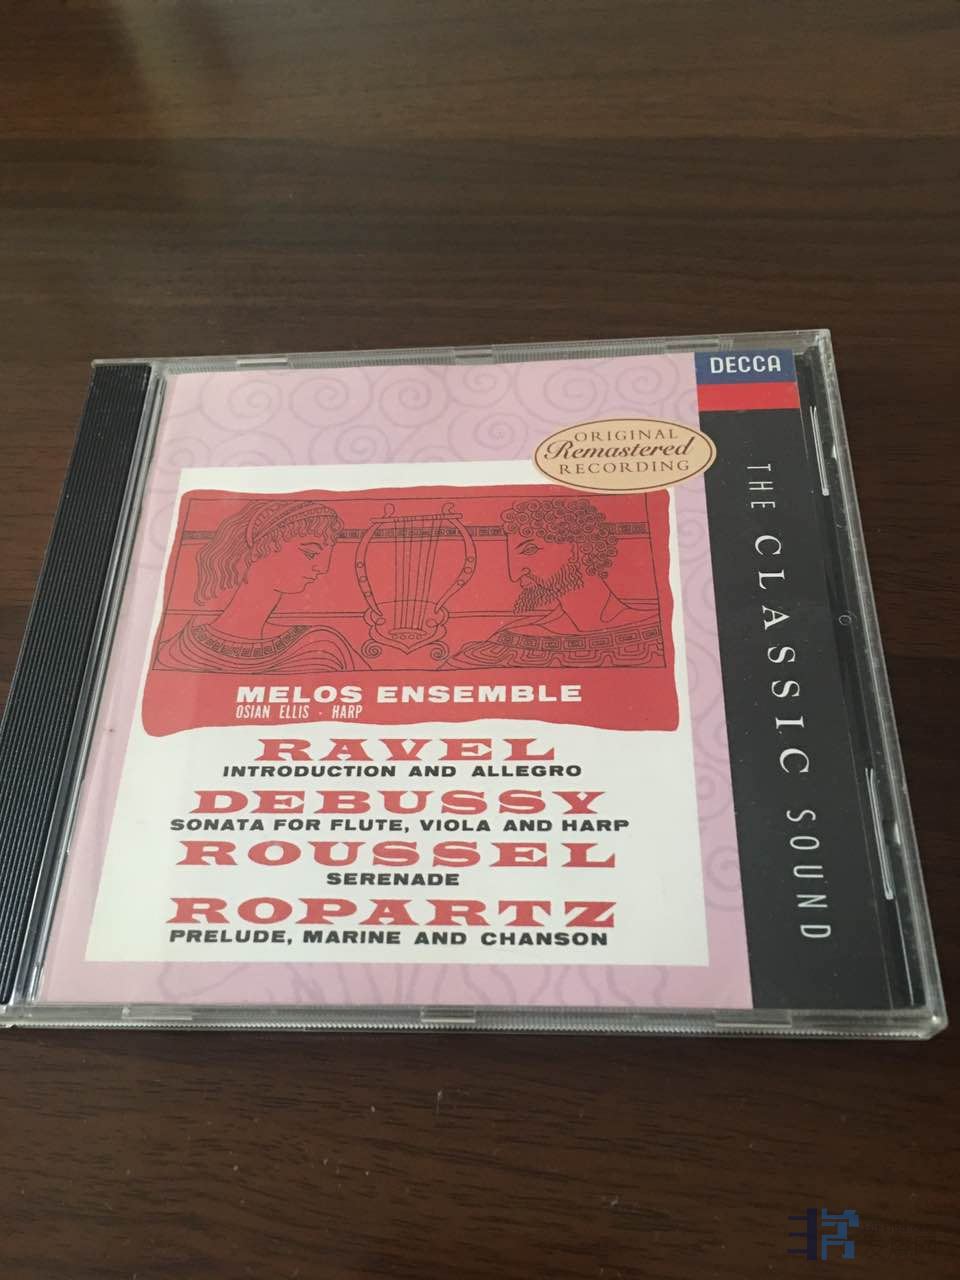 DECCA
ORIGINAL
Remastered
RECORDING
THE CLASSIC SOUND
MELOS ENSEMBLE
OSIAN ELLIS · HARP
RAVEL
INTRODUCTION AND ALLEGRO
DEBUSSY
SONATA FOR FLUTE, VIOLA AND HARP
ROUSSEL
SERENADE
ROPARTZ
PRELUDE, MARINE AND CHANSON